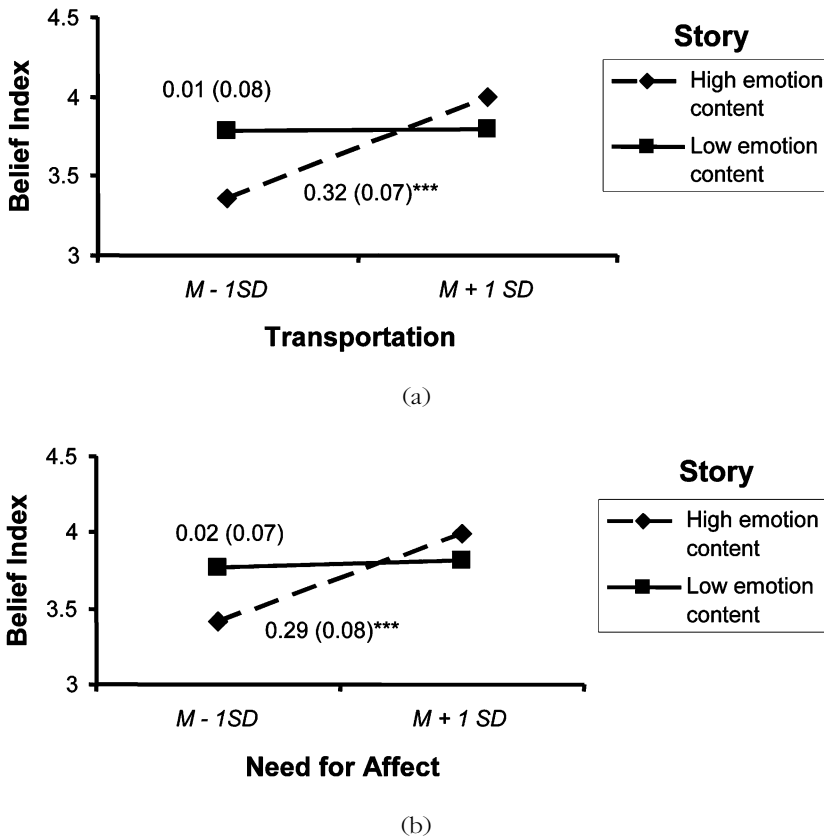 4.5
Story
0.01 (0.08)
High emotion
content
4
Belief Index
Low emotion
content
3.5
0.32 (0.07)***
3
M - 1SD
M + 1 SD
Transportation
(a)
4.5
Story
0.02 (0.07)
High emotion
content
4
Belief Index
Low emotion
content
3.5
0.29 (0.08)***
3
M - 1SD
M + 1 SD
Need for Affect
(b)